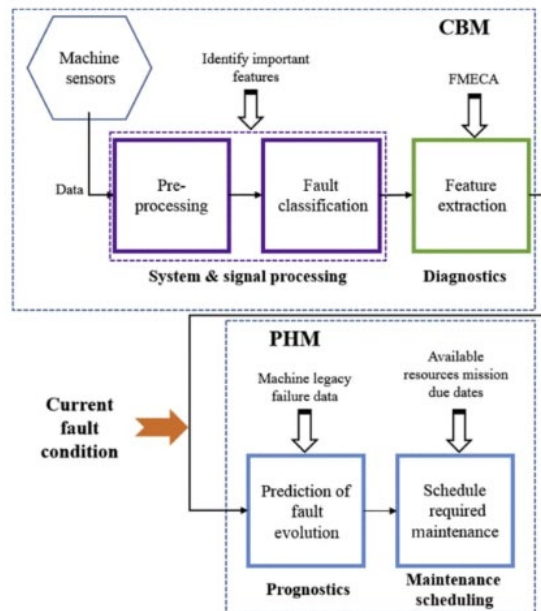 CBM
Machine
sensors
Identify important
features
FMECA
Data
Pre-
processing
Fault
classification
Feature
extraction
System & signal processing
Diagnostics
PHM
Machine legacy
failure data
Available
resources mission
due dates
Current
fault
condition
Prediction of
fault
evolution
Schedule
required
maintenance
Prognostics
Maintenance
scheduling